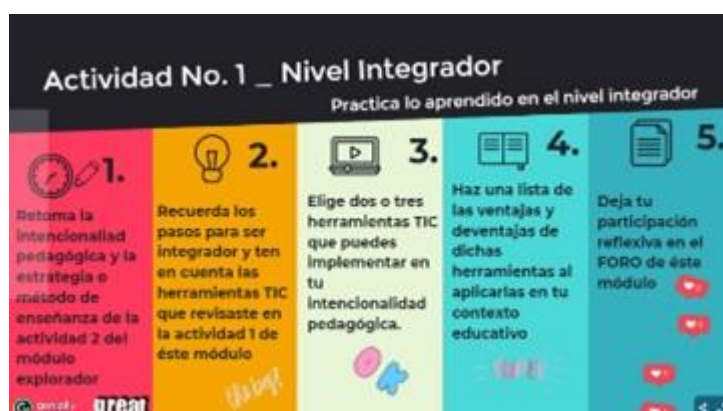 Actividad No. 1 _ Nivel Integrador
Practica lo aprendido en el nivel integrador
1.
Retoma la
intencionaliad
pedagógica y la
estrategia o
método de
enseñanza de la
actividad 2 del
módulo
explorador
2.
Recuerda los
pasos para ser
integrador y ten
en cuenta las
herramientas TIC
que revisaste en
la actividad 1 de
éste módulo
3.
Elige dos o tres
herramientas TIC
que puedes
implementar en
tu
intencionalidad
pedagógica.
4.
Haz una lista de
las ventajas y
deventajas de
dichas
herramientas al
aplicarlas en tu
contexto
educativo
5.
Deja tu
participación
reflexiva en el
FORO de éste
módulo
great